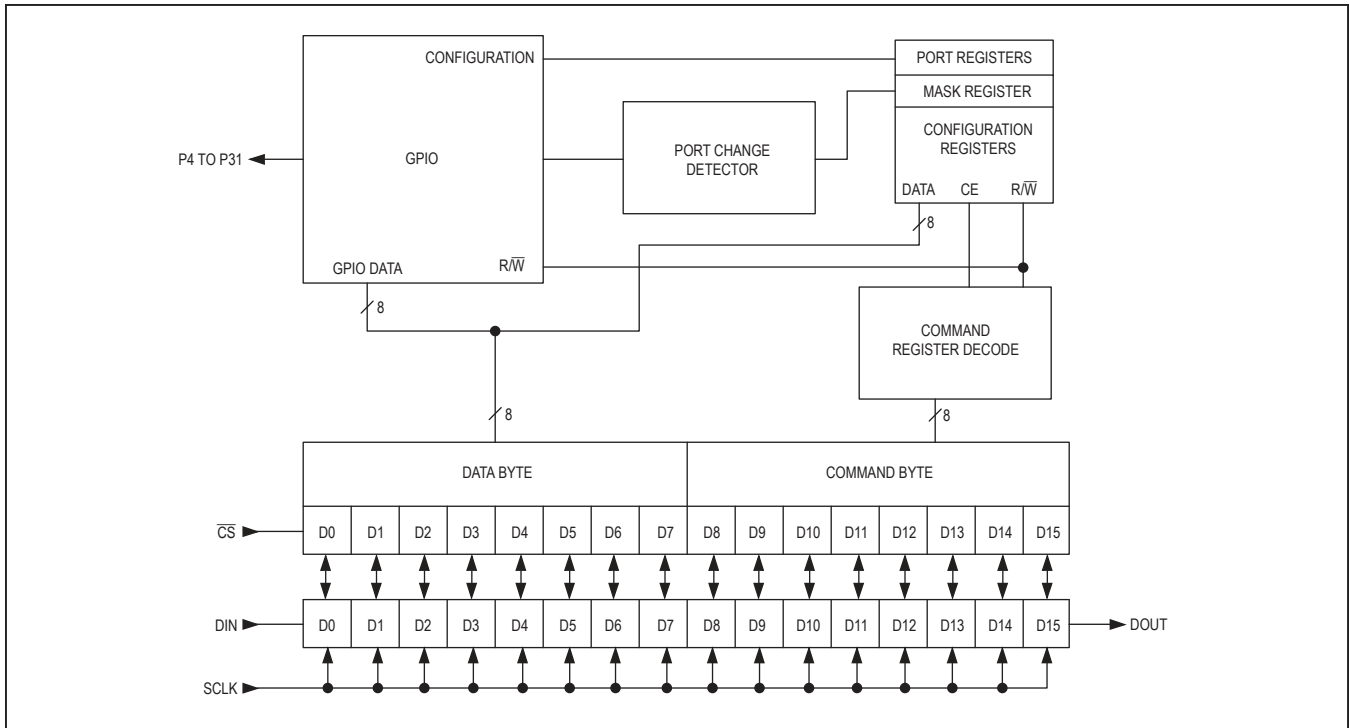 CONFIGURATION
PORT REGISTERS
MASK REGISTER
CONFIGURATION
REGISTERS
DATA CE R/W̅
P4 TO P31
GPIO
PORT CHANGE
DETECTOR
8
GPIO DATA R/W̅
8
COMMAND
REGISTER DECODE
8
8
DATA BYTE COMMAND BYTE
C̅S̅ D0 D1 D2 D3 D4 D5 D6 D7 D8 D9 D10 D11 D12 D13 D14 D15
DIN D0 D1 D2 D3 D4 D5 D6 D7 D8 D9 D10 D11 D12 D13 D14 D15 DOUT
SCLK